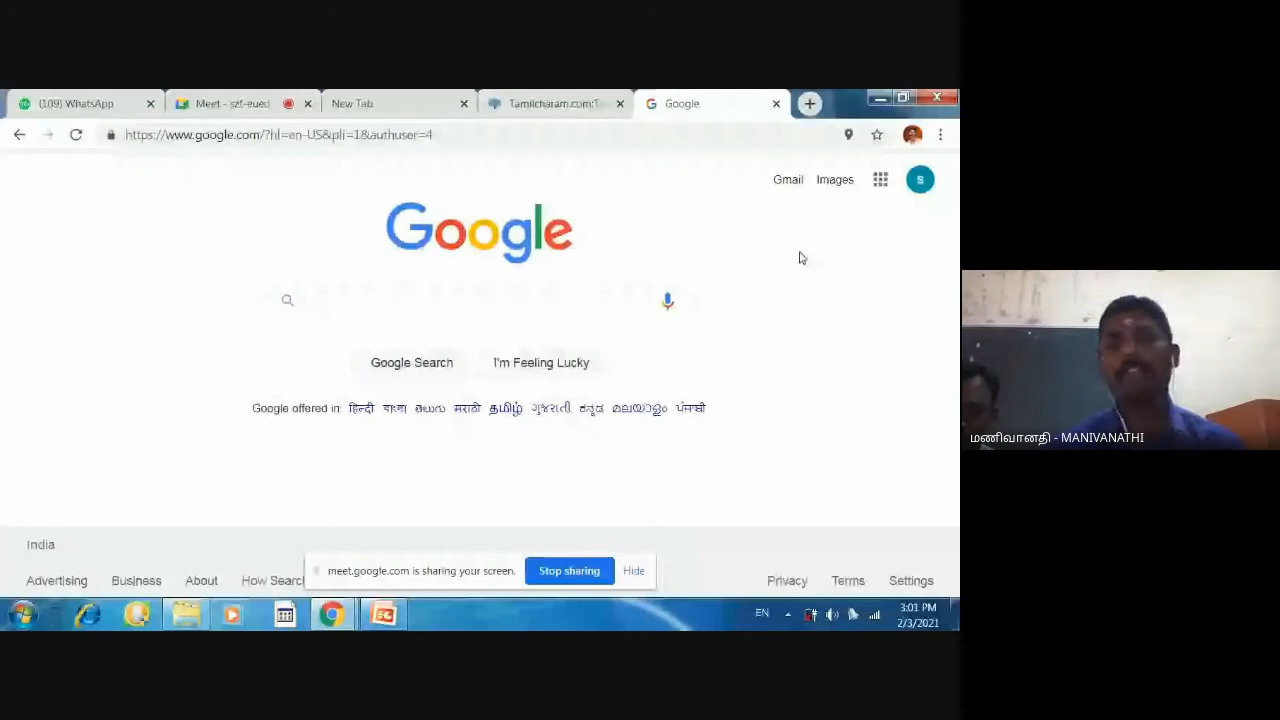 (109) WhatsApp
Meet - szf-eued
New Tab
Tamilcharam.com:T
Google
https://www.google.com/?hl=en-US&pli=1&authuser=4
Gmail
Images
S
Google
Google Search
I'm Feeling Lucky
Google offered in: हिन्दी বাংলা తెలుగు मराठी தமிழ் ગુજરાતી ಕನ್ನಡ മലയാളം ਪੰਜਾਬੀ
மணிவானதி - MANIVANATHI
India
meet.google.com is sharing your screen.
Stop sharing
Hide
Advertising
Business
About
How Searc
Privacy
Terms
Settings
EN
3:01 PM
2/3/2021